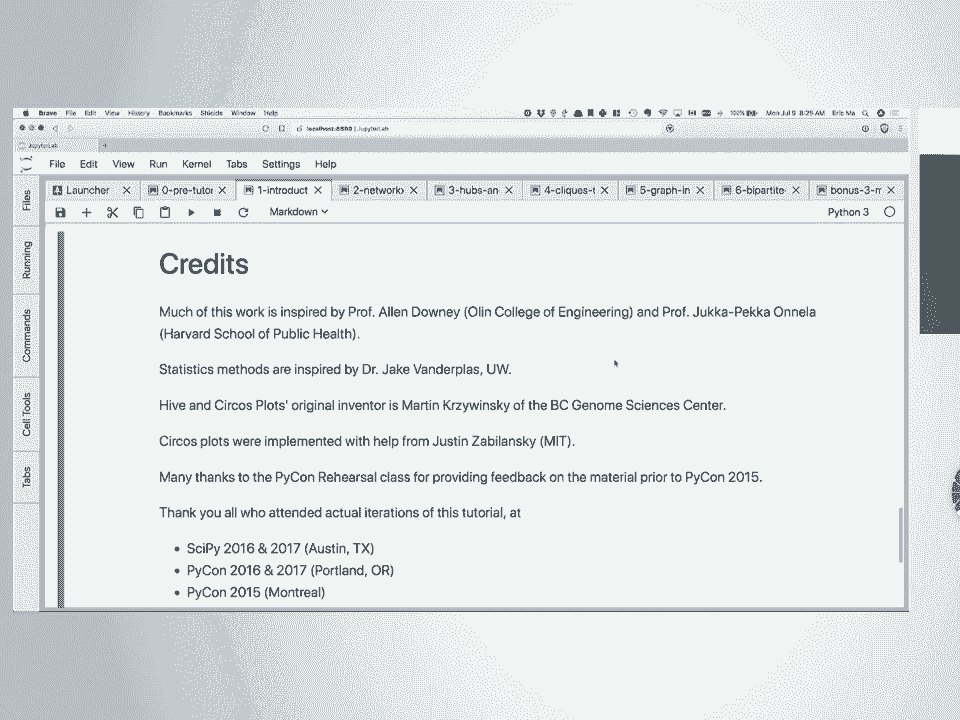 Brave File Edit View History Bookmarks Shields Window Help 100% Mon Jul 9 8:25 AM Eric Ma
localhost:8888 | JupyterLab
JupyterLab
File Edit View Run Kernel Tabs Settings Help
Launcher 0-pre-tutor 1-introduct 2-network 3-hubs-an 4-cliques-t 5-graph-in 6-bipartite bonus-3-m
Markdown Python 3
Files
Running
Commands
Cell Tools
Tabs
Credits
Much of this work is inspired by Prof. Allen Downey (Olin College of Engineering) and Prof. Jukka-Pekka Onnela
(Harvard School of Public Health).
Statistics methods are inspired by Dr. Jake Vanderplas, UW.
Hive and Circos Plots' original inventor is Martin Krzywinsky of the BC Genome Sciences Center.
Circos plots were implemented with help from Justin Zabilansky (MIT).
Many thanks to the PyCon Rehearsal class for providing feedback on the material prior to PyCon 2015.
Thank you all who attended actual iterations of this tutorial, at
• SciPy 2016 & 2017 (Austin, TX)
• PyCon 2016 & 2017 (Portland, OR)
• PyCon 2015 (Montreal)